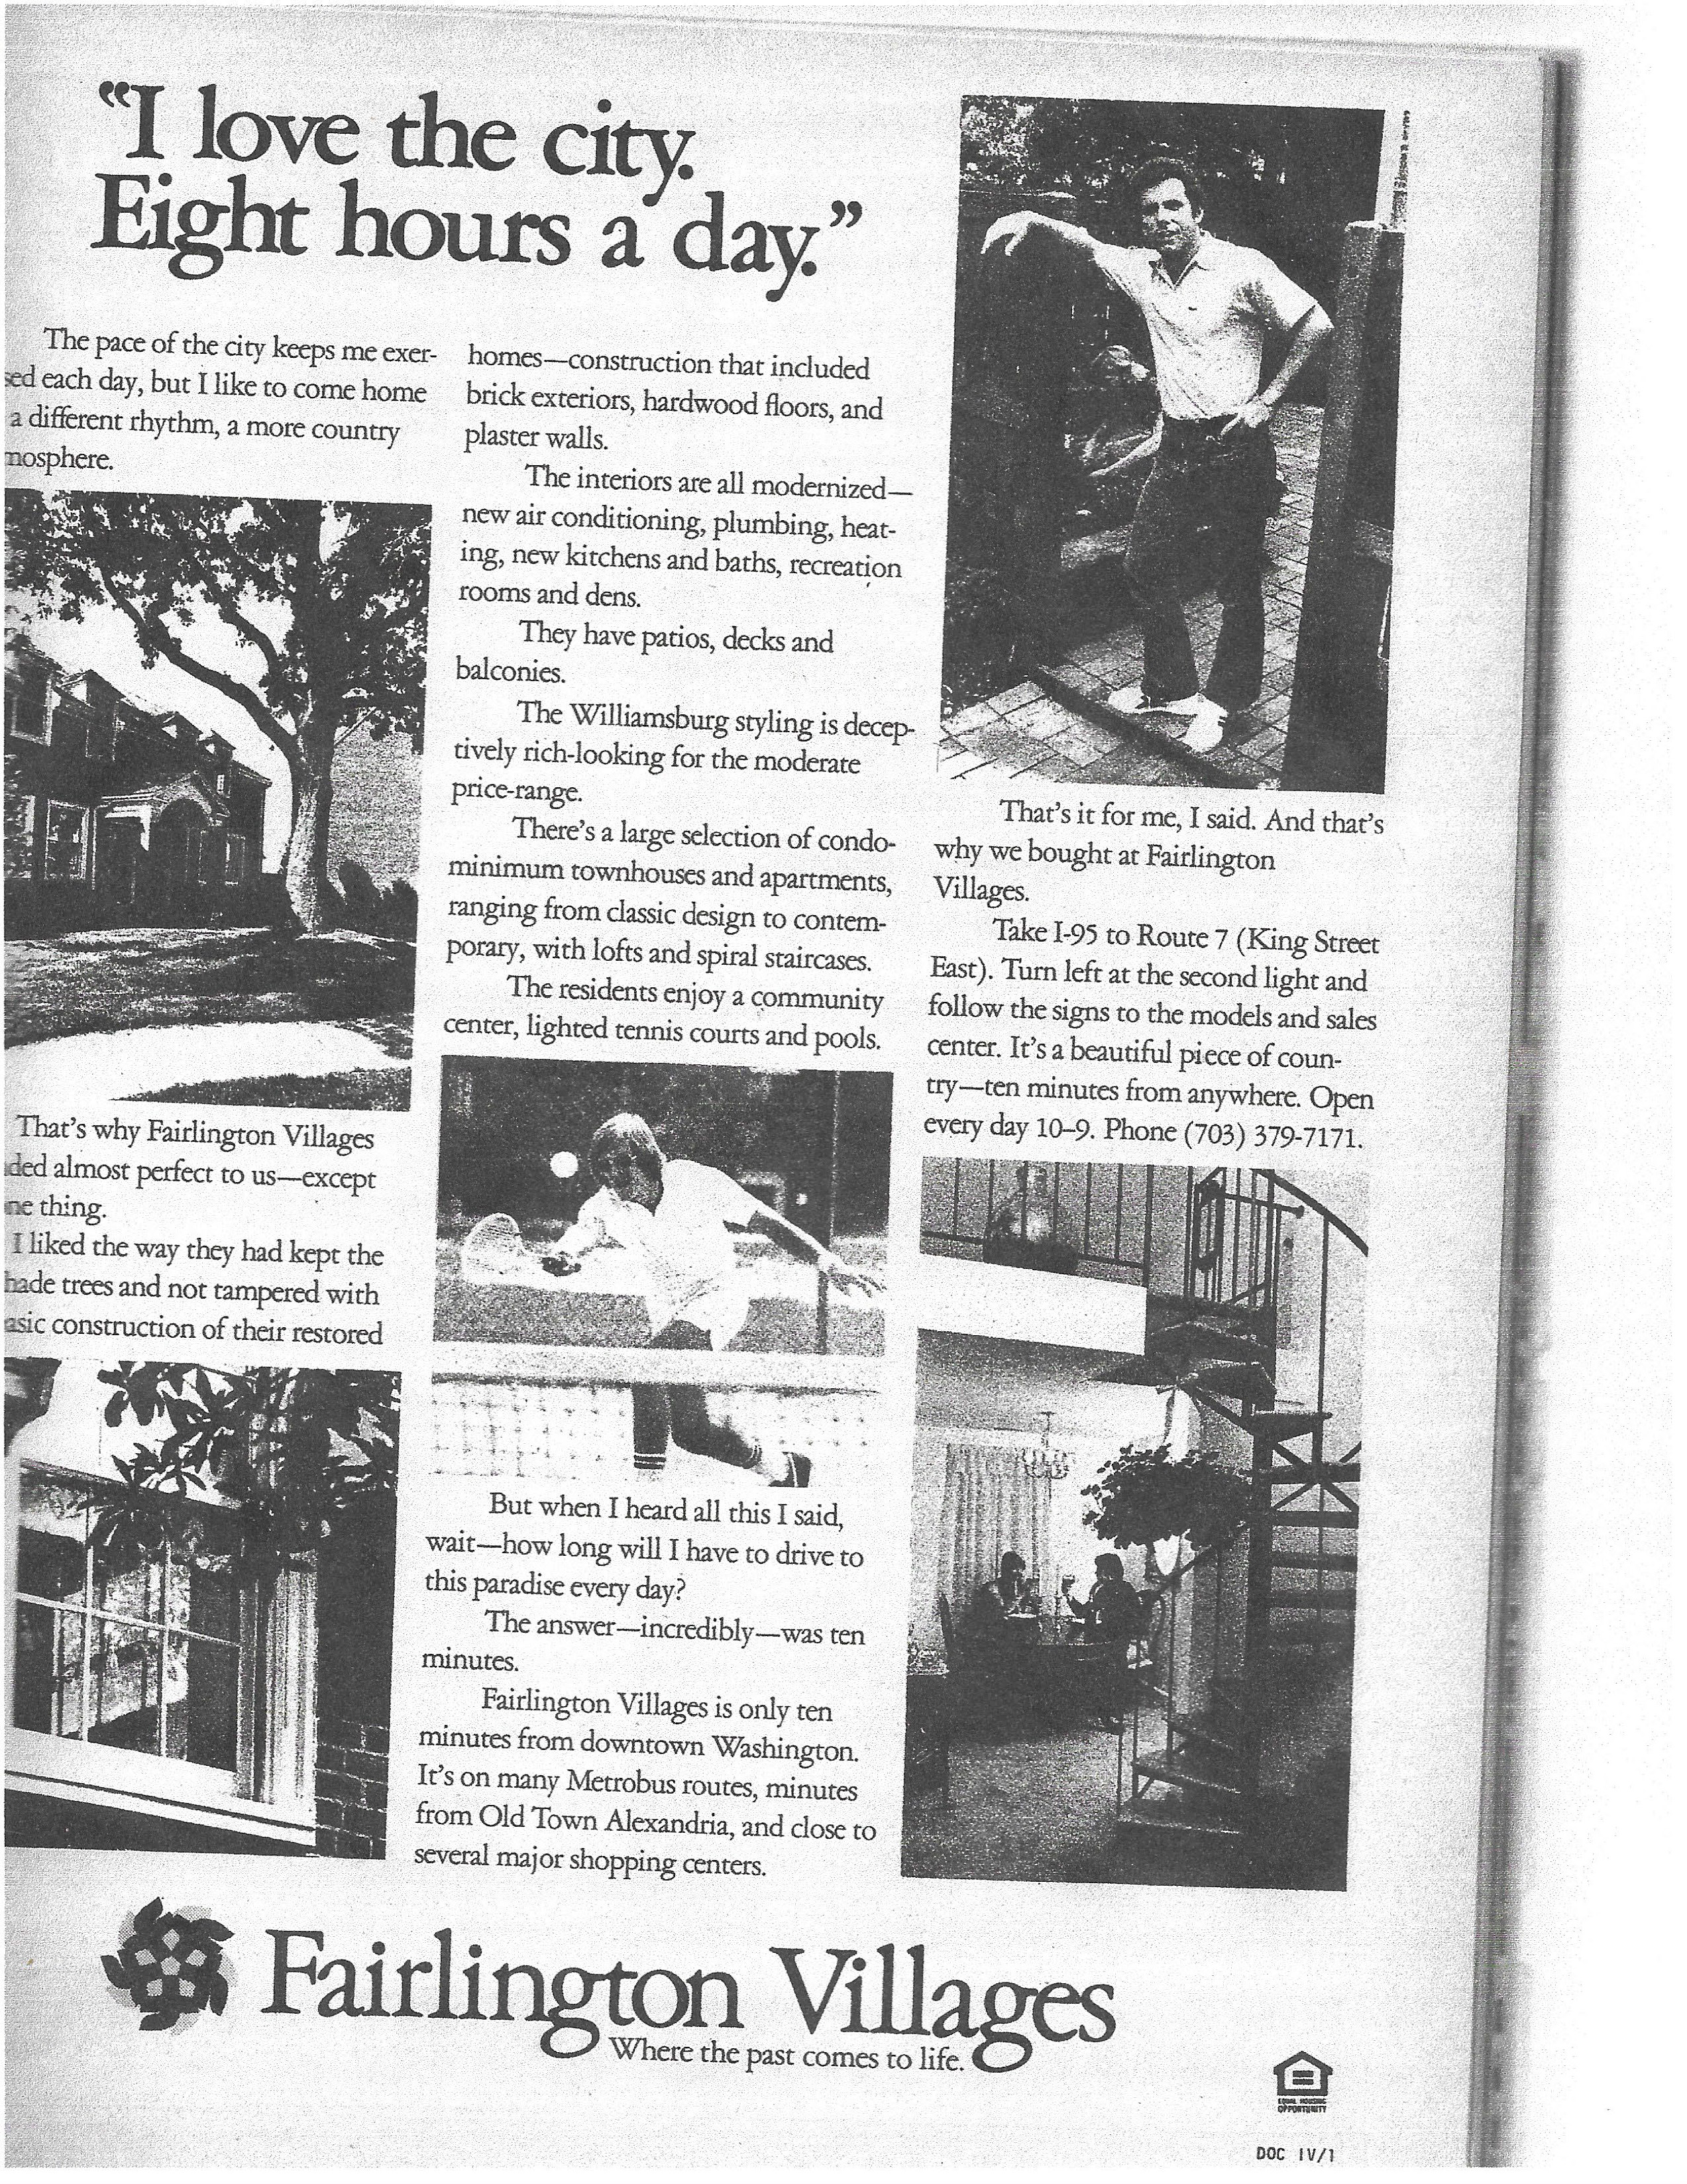 “I love the city.
Eight hours a day.”
The pace of the city keeps me exer-
sed each day, but I like to come home
a different rhythm, a more country
mosphere.
That's why Fairlington Villages
ded almost perfect to us—except
ne thing.
I liked the way they had kept the
hade trees and not tampered with
asic construction of their restored
homes—construction that included
brick exteriors, hardwood floors, and
plaster walls.
The interiors are all modernized—
new air conditioning, plumbing, heat-
ing, new kitchens and baths, recreation
rooms and dens.
They have patios, decks and
balconies.
The Williamsburg styling is decep-
tively rich-looking for the moderate
price-range.
There's a large selection of condo-
minimum townhouses and apartments,
ranging from classic design to contem-
porary, with lofts and spiral staircases.
The residents enjoy a community
center, lighted tennis courts and pools.
But when I heard all this I said,
wait—how long will I have to drive to
this paradise every day?
The answer—incredibly—was ten
minutes.
Fairlington Villages is only ten
minutes from downtown Washington.
It's on many Metrobus routes, minutes
from Old Town Alexandria, and close to
several major shopping centers.
That's it for me, I said. And that's
why we bought at Fairlington
Villages.
Take I-95 to Route 7 (King Street
East). Turn left at the second light and
follow the signs to the models and sales
center. It's a beautiful piece of coun-
try—ten minutes from anywhere. Open
every day 10–9. Phone (703) 379-7171.
Fairlington Villages
Where the past comes to life.
EQUAL HOUSING
OPPORTUNITY
DOC IV/1